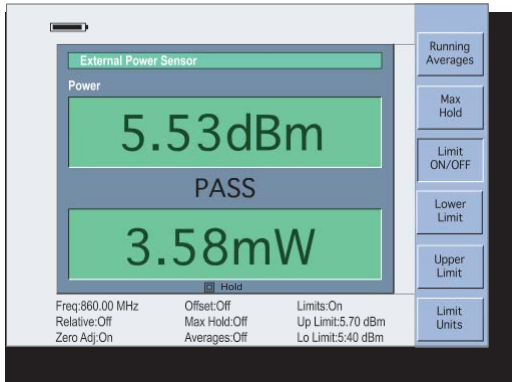 External Power Sensor
Power
5.53dBm
PASS
3.58mW
Hold
Freq:860.00 MHz Offset:Off Limits:On
Relative:Off Max Hold:Off Up Limit:5.70 dBm
Zero Adj:On Averages:Off Lo Limit:5:40 dBm
Running
Averages
Max
Hold
Limit
ON/OFF
Lower
Limit
Upper
Limit
Limit
Units